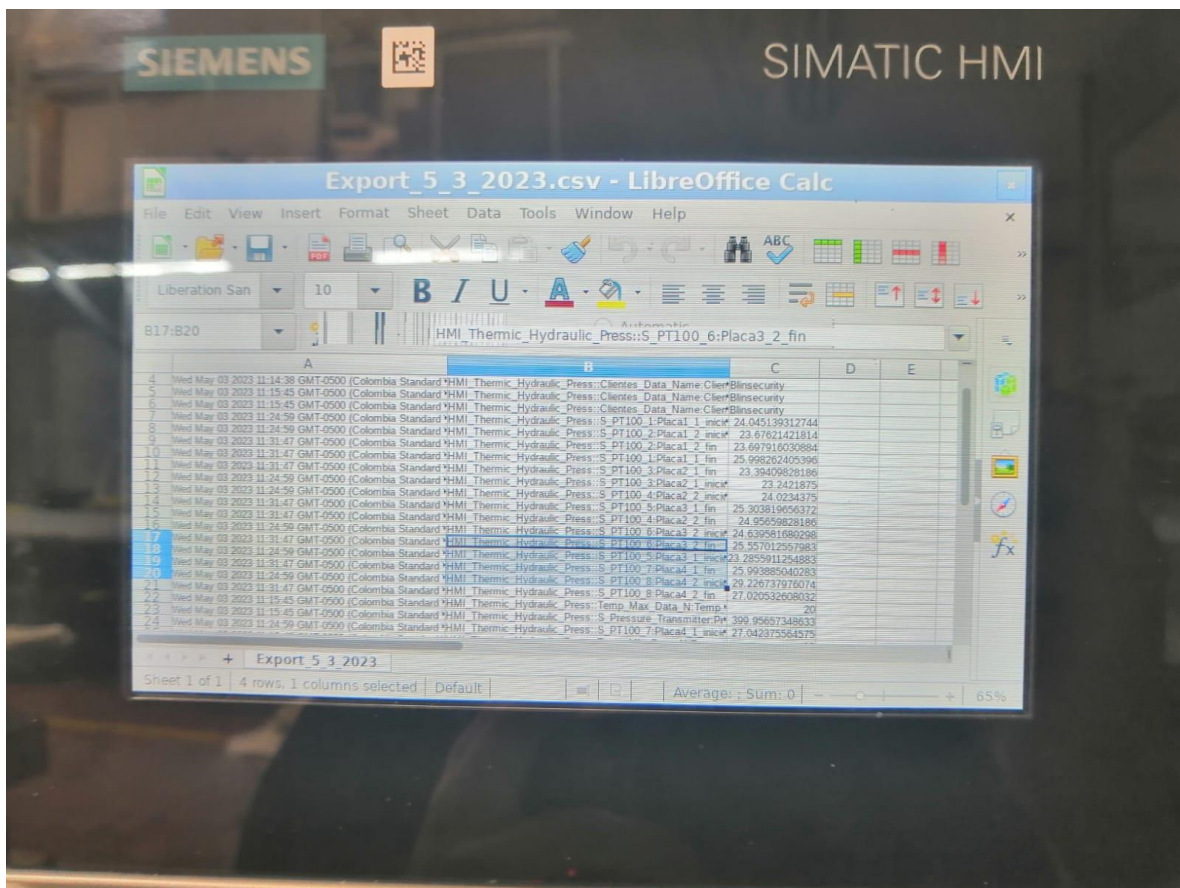 SIEMENS
SIMATIC HMI
Export_5_3_2023.csv - LibreOffice Calc
File Edit View Insert Format Sheet Data Tools Window Help
PDF
ABC
Liberation San 10 B I U A
Automatic
B17:B20 HMI_Thermic_Hydraulic_Press::S_PT100_6:Placa3_2_fin
A B C D E
4 Wed May 03 2023 11:14:38 GMT-0500 (Colombia Standard HMI_Thermic_Hydraulic_Press::Clientes_Data_Name:Clien Blinsecurity
5 Wed May 03 2023 11:15:45 GMT-0500 (Colombia Standard HMI_Thermic_Hydraulic_Press::Clientes_Data_Name:Clien Blinsecurity
6 Wed May 03 2023 11:15:45 GMT-0500 (Colombia Standard HMI_Thermic_Hydraulic_Press::Clientes_Data_Name:Clien Blinsecurity
7 Wed May 03 2023 11:24:59 GMT-0500 (Colombia Standard HMI_Thermic_Hydraulic_Press::S_PT100_1:Placa1_1_inici 24.045139312744
8 Wed May 03 2023 11:24:59 GMT-0500 (Colombia Standard HMI_Thermic_Hydraulic_Press::S_PT100_2:Placa1_2_inici 23.67621421814
9 Wed May 03 2023 11:31:47 GMT-0500 (Colombia Standard HMI_Thermic_Hydraulic_Press::S_PT100_2:Placa1_2_fin 23.697916030884
10 Wed May 03 2023 11:31:47 GMT-0500 (Colombia Standard HMI_Thermic_Hydraulic_Press::S_PT100_1:Placa1_1_fin 25.998262405396
11 Wed May 03 2023 11:31:47 GMT-0500 (Colombia Standard HMI_Thermic_Hydraulic_Press::S_PT100_3:Placa2_1_fin 23.39409828186
12 Wed May 03 2023 11:24:59 GMT-0500 (Colombia Standard HMI_Thermic_Hydraulic_Press::S_PT100_3:Placa2_1_inici 23.2421875
13 Wed May 03 2023 11:24:59 GMT-0500 (Colombia Standard HMI_Thermic_Hydraulic_Press::S_PT100_4:Placa2_2_inici 24.0234375
14 Wed May 03 2023 11:31:47 GMT-0500 (Colombia Standard HMI_Thermic_Hydraulic_Press::S_PT100_5:Placa3_1_fin 25.303819656372
15 Wed May 03 2023 11:31:47 GMT-0500 (Colombia Standard HMI_Thermic_Hydraulic_Press::S_PT100_4:Placa2_2_fin 24.95659828186
16 Wed May 03 2023 11:24:59 GMT-0500 (Colombia Standard HMI_Thermic_Hydraulic_Press::S_PT100_6:Placa3_2_inici 24.639581680298
17 Wed May 03 2023 11:31:47 GMT-0500 (Colombia Standard HMI_Thermic_Hydraulic_Press::S_PT100_6:Placa3_2_fin 25.557012557983
18 Wed May 03 2023 11:24:59 GMT-0500 (Colombia Standard HMI_Thermic_Hydraulic_Press::S_PT100_5:Placa3_1_inici 23.2855911254883
19 Wed May 03 2023 11:31:47 GMT-0500 (Colombia Standard HMI_Thermic_Hydraulic_Press::S_PT100_7:Placa4_1_fin 25.993885040283
20 Wed May 03 2023 11:24:59 GMT-0500 (Colombia Standard HMI_Thermic_Hydraulic_Press::S_PT100_8:Placa4_2_inici 29.226737976074
21 Wed May 03 2023 11:31:47 GMT-0500 (Colombia Standard HMI_Thermic_Hydraulic_Press::S_PT100_8:Placa4_2_fin 27.020532608032
22 Wed May 03 2023 11:15:45 GMT-0500 (Colombia Standard HMI_Thermic_Hydraulic_Press::Temp_Max_Data_N:Temp 20
23 Wed May 03 2023 11:15:45 GMT-0500 (Colombia Standard HMI_Thermic_Hydraulic_Press::S_Pressure_Transmitter:Pr 399.95657348633
24 Wed May 03 2023 11:24:59 GMT-0500 (Colombia Standard HMI_Thermic_Hydraulic_Press::S_PT100_7:Placa4_1_inici 27.042375564575
Export_5_3_2023
Sheet 1 of 1 4 rows, 1 columns selected Default Average: ; Sum: 0 65%